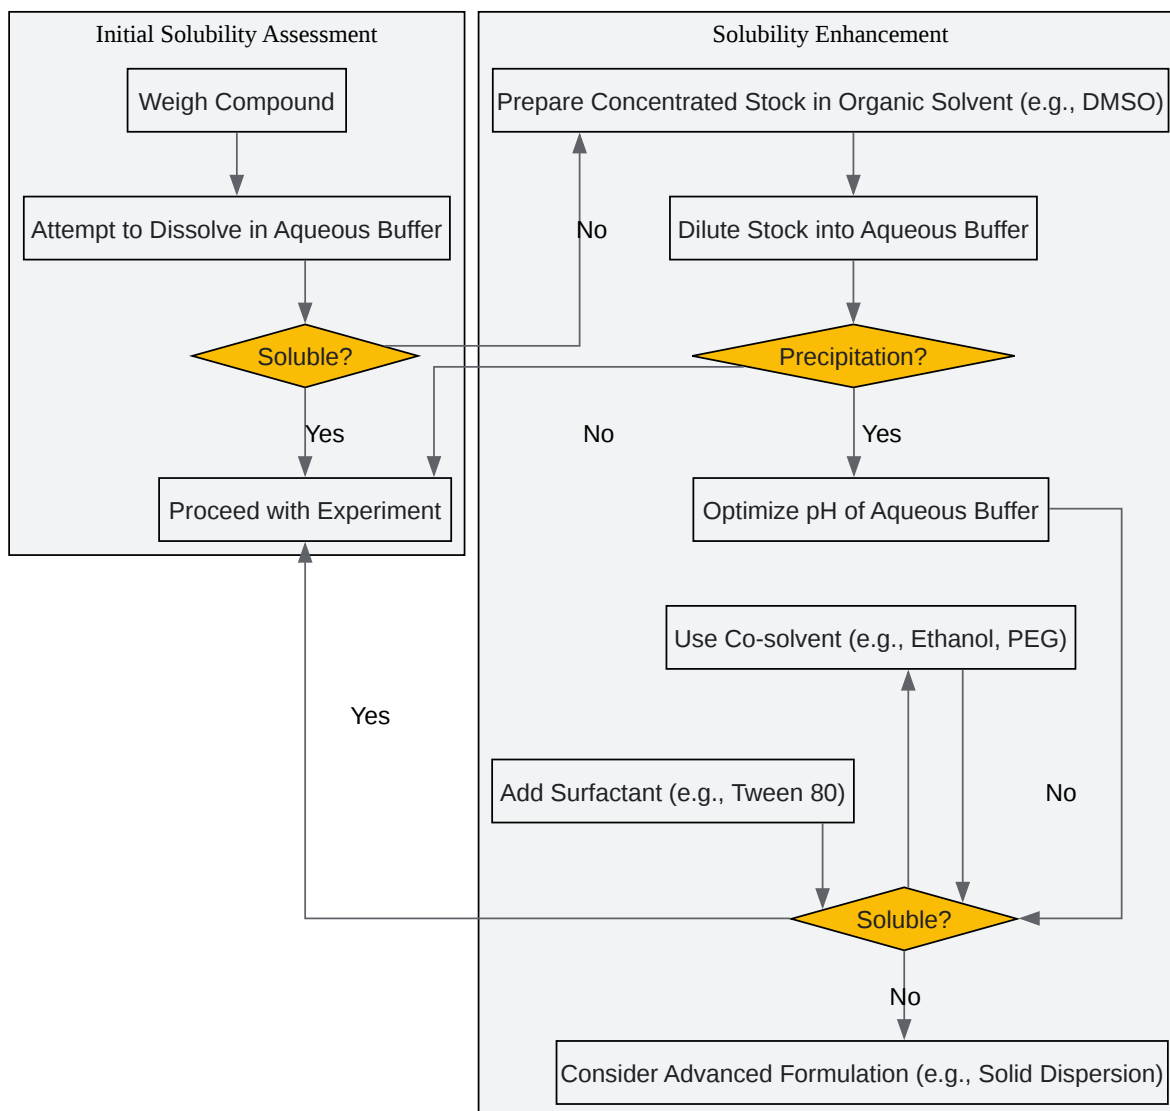 Initial Solubility Assessment
Weigh Compound
Attempt to Dissolve in Aqueous Buffer
Soluble?
Yes
Proceed with Experiment
Yes
Solubility Enhancement
Prepare Concentrated Stock in Organic Solvent (e.g., DMSO)
No
Dilute Stock into Aqueous Buffer
Precipitation?
No
Yes
Optimize pH of Aqueous Buffer
Use Co-solvent (e.g., Ethanol, PEG)
Add Surfactant (e.g., Tween 80)
No
Soluble?
No
Consider Advanced Formulation (e.g., Solid Dispersion)